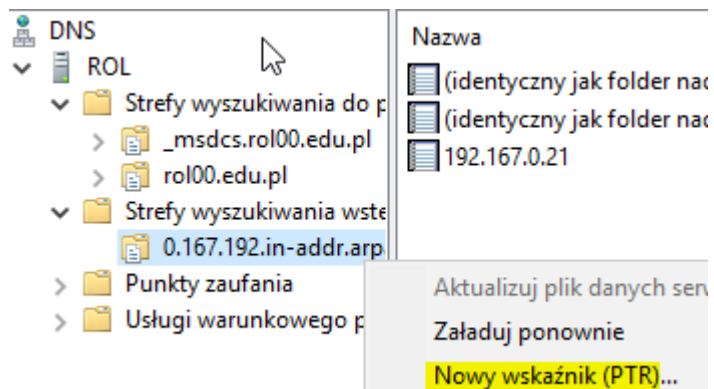 DNS
ROL
Strefy wyszukiwania do p
_msdcs.rol00.edu.pl
rol00.edu.pl
Strefy wyszukiwania wste
0.167.192.in-addr.arp
Punkty zaufania
Usługi warunkowego p
Nazwa
(identyczny jak folder nad
(identyczny jak folder nad
192.167.0.21
Aktualizuj plik danych serw
Załaduj ponownie
Nowy wskaźnik (PTR)...